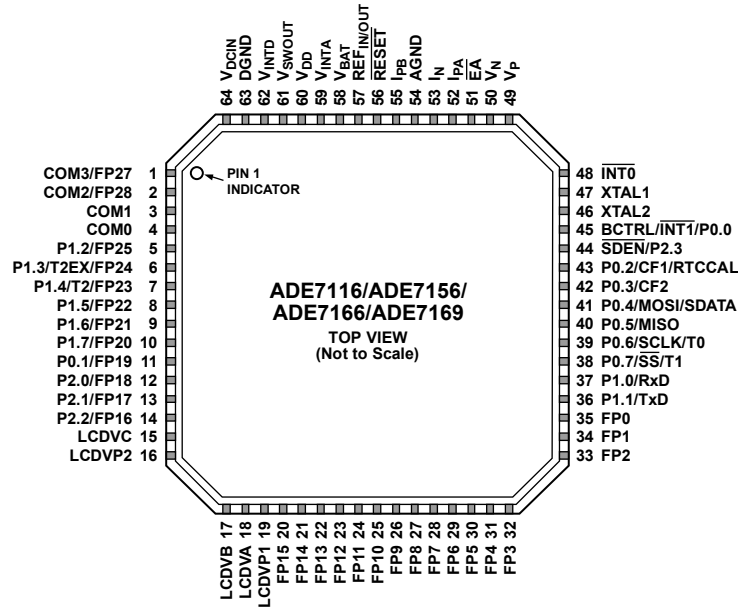 64 VDCIN
63 DGND
62 VINTD
61 VSWOUT
60 VDD
59 VINTA
58 VBAT
57 REFIN/OUT
56 RESET
55 IPB
54 AGND
53 IN
52 IPA
51 EA
50 VN
49 VP
COM3/FP27 1
COM2/FP28 2
COM1 3
COM0 4
P1.2/FP25 5
P1.3/T2EX/FP24 6
P1.4/T2/FP23 7
P1.5/FP22 8
P1.6/FP21 9
P1.7/FP20 10
P0.1/FP19 11
P2.0/FP18 12
P2.1/FP17 13
P2.2/FP16 14
LCDVC 15
LCDVP2 16
PIN 1
INDICATOR
ADE7116/ADE7156/
ADE7166/ADE7169
TOP VIEW
(Not to Scale)
48 INT0
47 XTAL1
46 XTAL2
45 BCTRL/INT1/P0.0
44 SDEN/P2.3
43 P0.2/CF1/RTCCAL
42 P0.3/CF2
41 P0.4/MOSI/SDATA
40 P0.5/MISO
39 P0.6/SCLK/T0
38 P0.7/SS/T1
37 P1.0/RxD
36 P1.1/TxD
35 FP0
34 FP1
33 FP2
LCDVB 17
LCDVA 18
LCDVP1 19
FP15 20
FP14 21
FP13 22
FP12 23
FP11 24
FP10 25
FP9 26
FP8 27
FP7 28
FP6 29
FP5 30
FP4 31
FP3 32